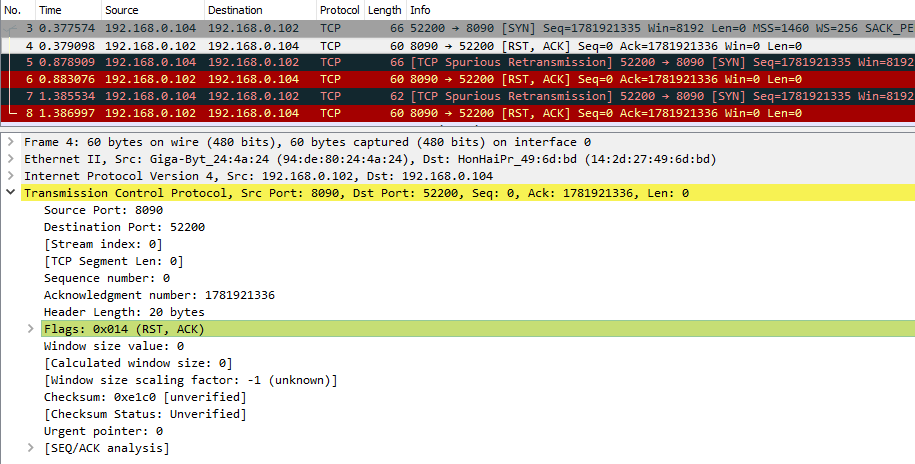 No. Time Source Destination Protocol Length Info
3 0.377574 192.168.0.104 192.168.0.102 TCP 66 52200 → 8090 [SYN] Seq=1781921335 Win=8192 Len=0 MSS=1460 WS=256 SACK_PE
4 0.379098 192.168.0.102 192.168.0.104 TCP 60 8090 → 52200 [RST, ACK] Seq=0 Ack=1781921336 Win=0 Len=0
5 0.878909 192.168.0.104 192.168.0.102 TCP 66 [TCP Spurious Retransmission] 52200 → 8090 [SYN] Seq=1781921335 Win=8192
6 0.883076 192.168.0.102 192.168.0.104 TCP 60 8090 → 52200 [RST, ACK] Seq=0 Ack=1781921336 Win=0 Len=0
7 1.385534 192.168.0.104 192.168.0.102 TCP 62 [TCP Spurious Retransmission] 52200 → 8090 [SYN] Seq=1781921335 Win=8192
8 1.386997 192.168.0.102 192.168.0.104 TCP 60 8090 → 52200 [RST, ACK] Seq=0 Ack=1781921336 Win=0 Len=0
Frame 4: 60 bytes on wire (480 bits), 60 bytes captured (480 bits) on interface 0
Ethernet II, Src: Giga-Byt_24:4a:24 (94:de:80:24:4a:24), Dst: HonHaiPr_49:6d:bd (14:2d:27:49:6d:bd)
Internet Protocol Version 4, Src: 192.168.0.102, Dst: 192.168.0.104
Transmission Control Protocol, Src Port: 8090, Dst Port: 52200, Seq: 0, Ack: 1781921336, Len: 0
Source Port: 8090
Destination Port: 52200
[Stream index: 0]
[TCP Segment Len: 0]
Sequence number: 0
Acknowledgment number: 1781921336
Header Length: 20 bytes
Flags: 0x014 (RST, ACK)
Window size value: 0
[Calculated window size: 0]
[Window size scaling factor: -1 (unknown)]
Checksum: 0xe1c0 [unverified]
[Checksum Status: Unverified]
Urgent pointer: 0
[SEQ/ACK analysis]